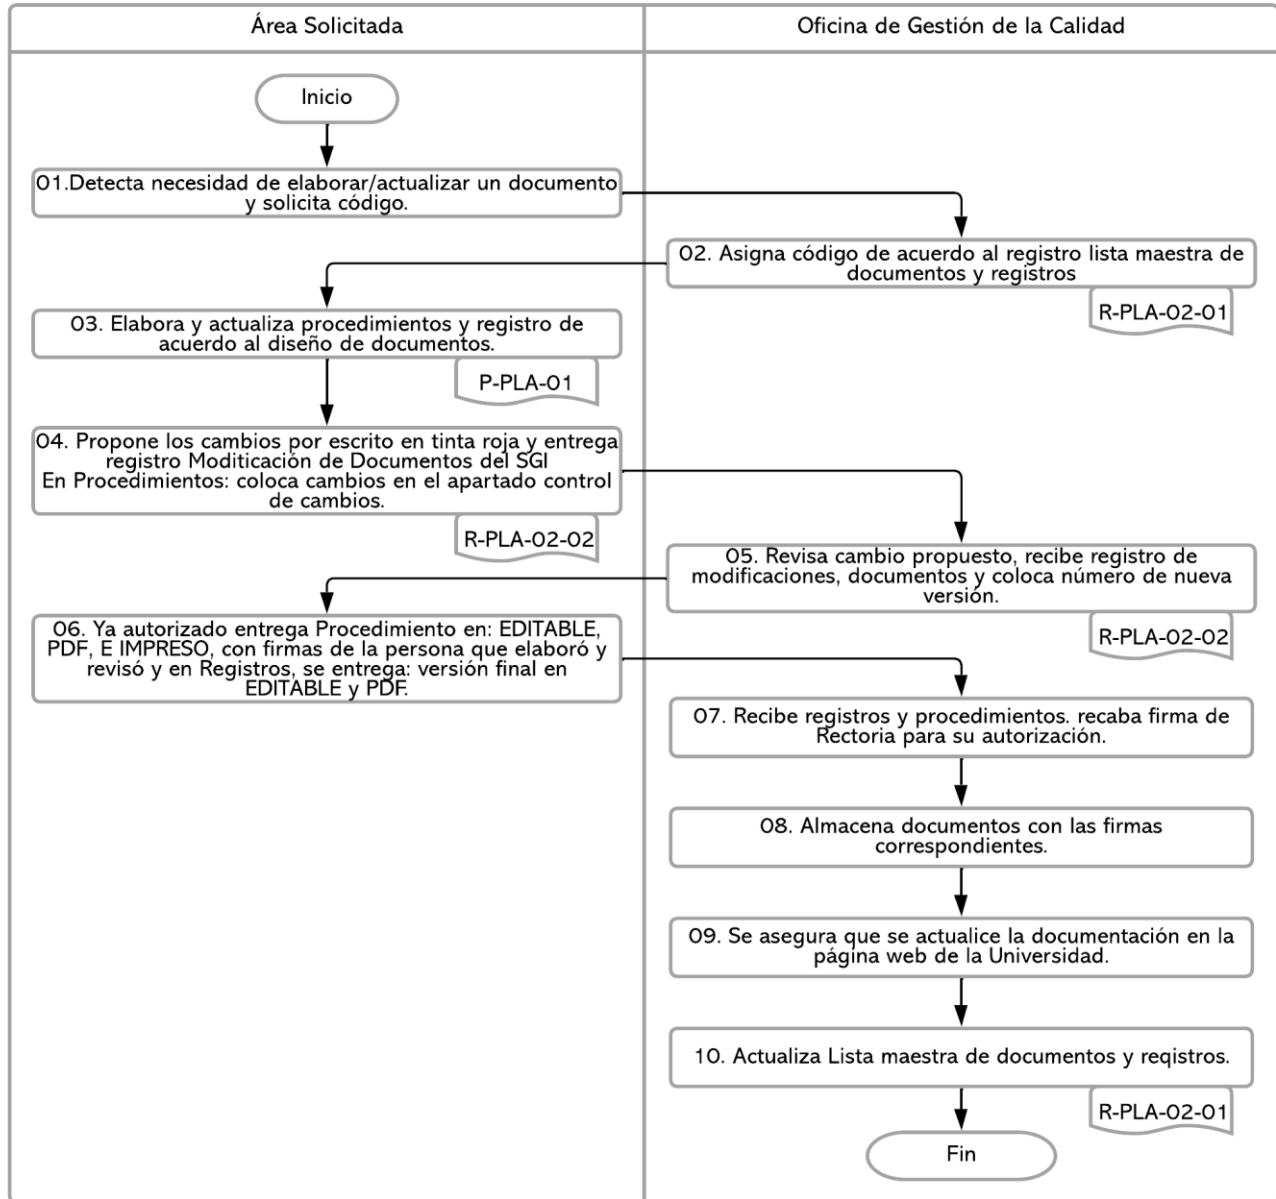 Área Solicitada
Oficina de Gestión de la Calidad
Inicio
01.Detecta necesidad de elaborar/actualizar un documento
y solicita código.
02. Asigna código de acuerdo al registro lista maestra de
documentos y registros
R-PLA-02-01
03. Elabora y actualiza procedimientos y registro de
acuerdo al diseño de documentos.
P-PLA-01
04. Propone los cambios por escrito en tinta roja y entrega
registro Moditicación de Documentos del SGI
En Procedimientos: coloca cambios en el apartado control
de cambios.
R-PLA-02-02
05. Revisa cambio propuesto, recibe registro de
modificaciones, documentos y coloca número de nueva
versión.
R-PLA-02-02
06. Ya autorizado entrega Procedimiento en: EDITABLE,
PDF, E IMPRESO, con firmas de la persona que elaboró y
revisó y en Registros, se entrega: versión final en
EDITABLE y PDF.
07. Recibe registros y procedimientos. recaba firma de
Rectoria para su autorización.
08. Almacena documentos con las firmas
correspondientes.
09. Se asegura que se actualice la documentación en la
página web de la Universidad.
10. Actualiza Lista maestra de documentos y reqistros.
R-PLA-02-01
Fin